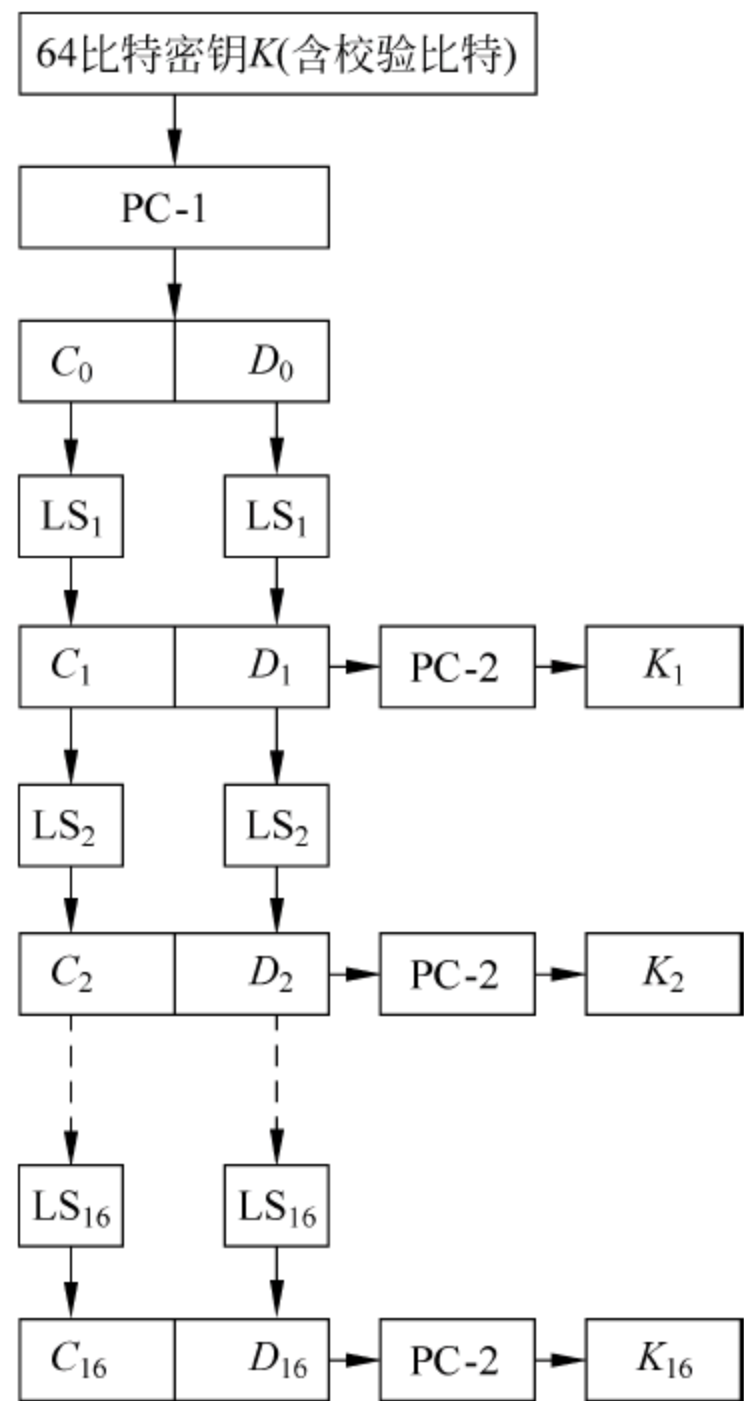 64比特密钥K(含校验比特)
PC-1
C₀ D₀
LS₁ LS₁
C₁ D₁ PC-2 K₁
LS₂ LS₂
C₂ D₂ PC-2 K₂
LS₁₆ LS₁₆
C₁₆ D₁₆ PC-2 K₁₆